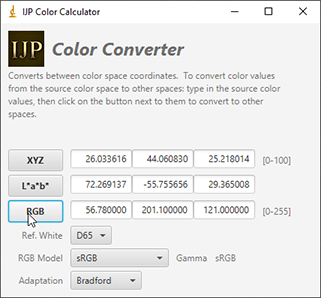 IJP Color Calculator
IJP Color Converter
Converts between color space coordinates. To convert color values
from the source color space to other spaces: type in the source color
values, then click on the button next to them to convert to other
spaces.
XYZ 26.033616 44.060830 25.218014 [0-100]
L*a*b* 72.269137 -55.755656 29.365008
RGB 56.780000 201.100000 121.000000 [0-255]
Ref. White D65
RGB Model sRGB Gamma sRGB
Adaptation Bradford